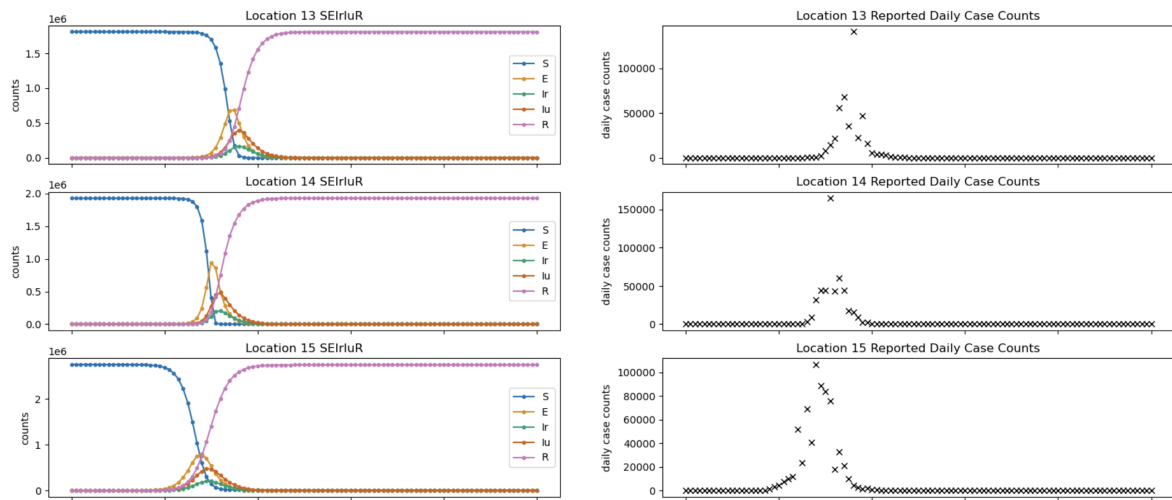 Location 13 SEIrIuR
1e6
counts
1.5
1.0
0.5
0.0
S
E
Ir
Iu
R
Location 13 Reported Daily Case Counts
daily case counts
100000
50000
0
Location 14 SEIrIuR
1e6
counts
2.0
1.5
1.0
0.5
0.0
S
E
Ir
Iu
R
Location 14 Reported Daily Case Counts
daily case counts
150000
100000
50000
0
Location 15 SEIrIuR
1e6
counts
2
1
0
S
E
Ir
Iu
R
Location 15 Reported Daily Case Counts
daily case counts
100000
80000
60000
40000
20000
0